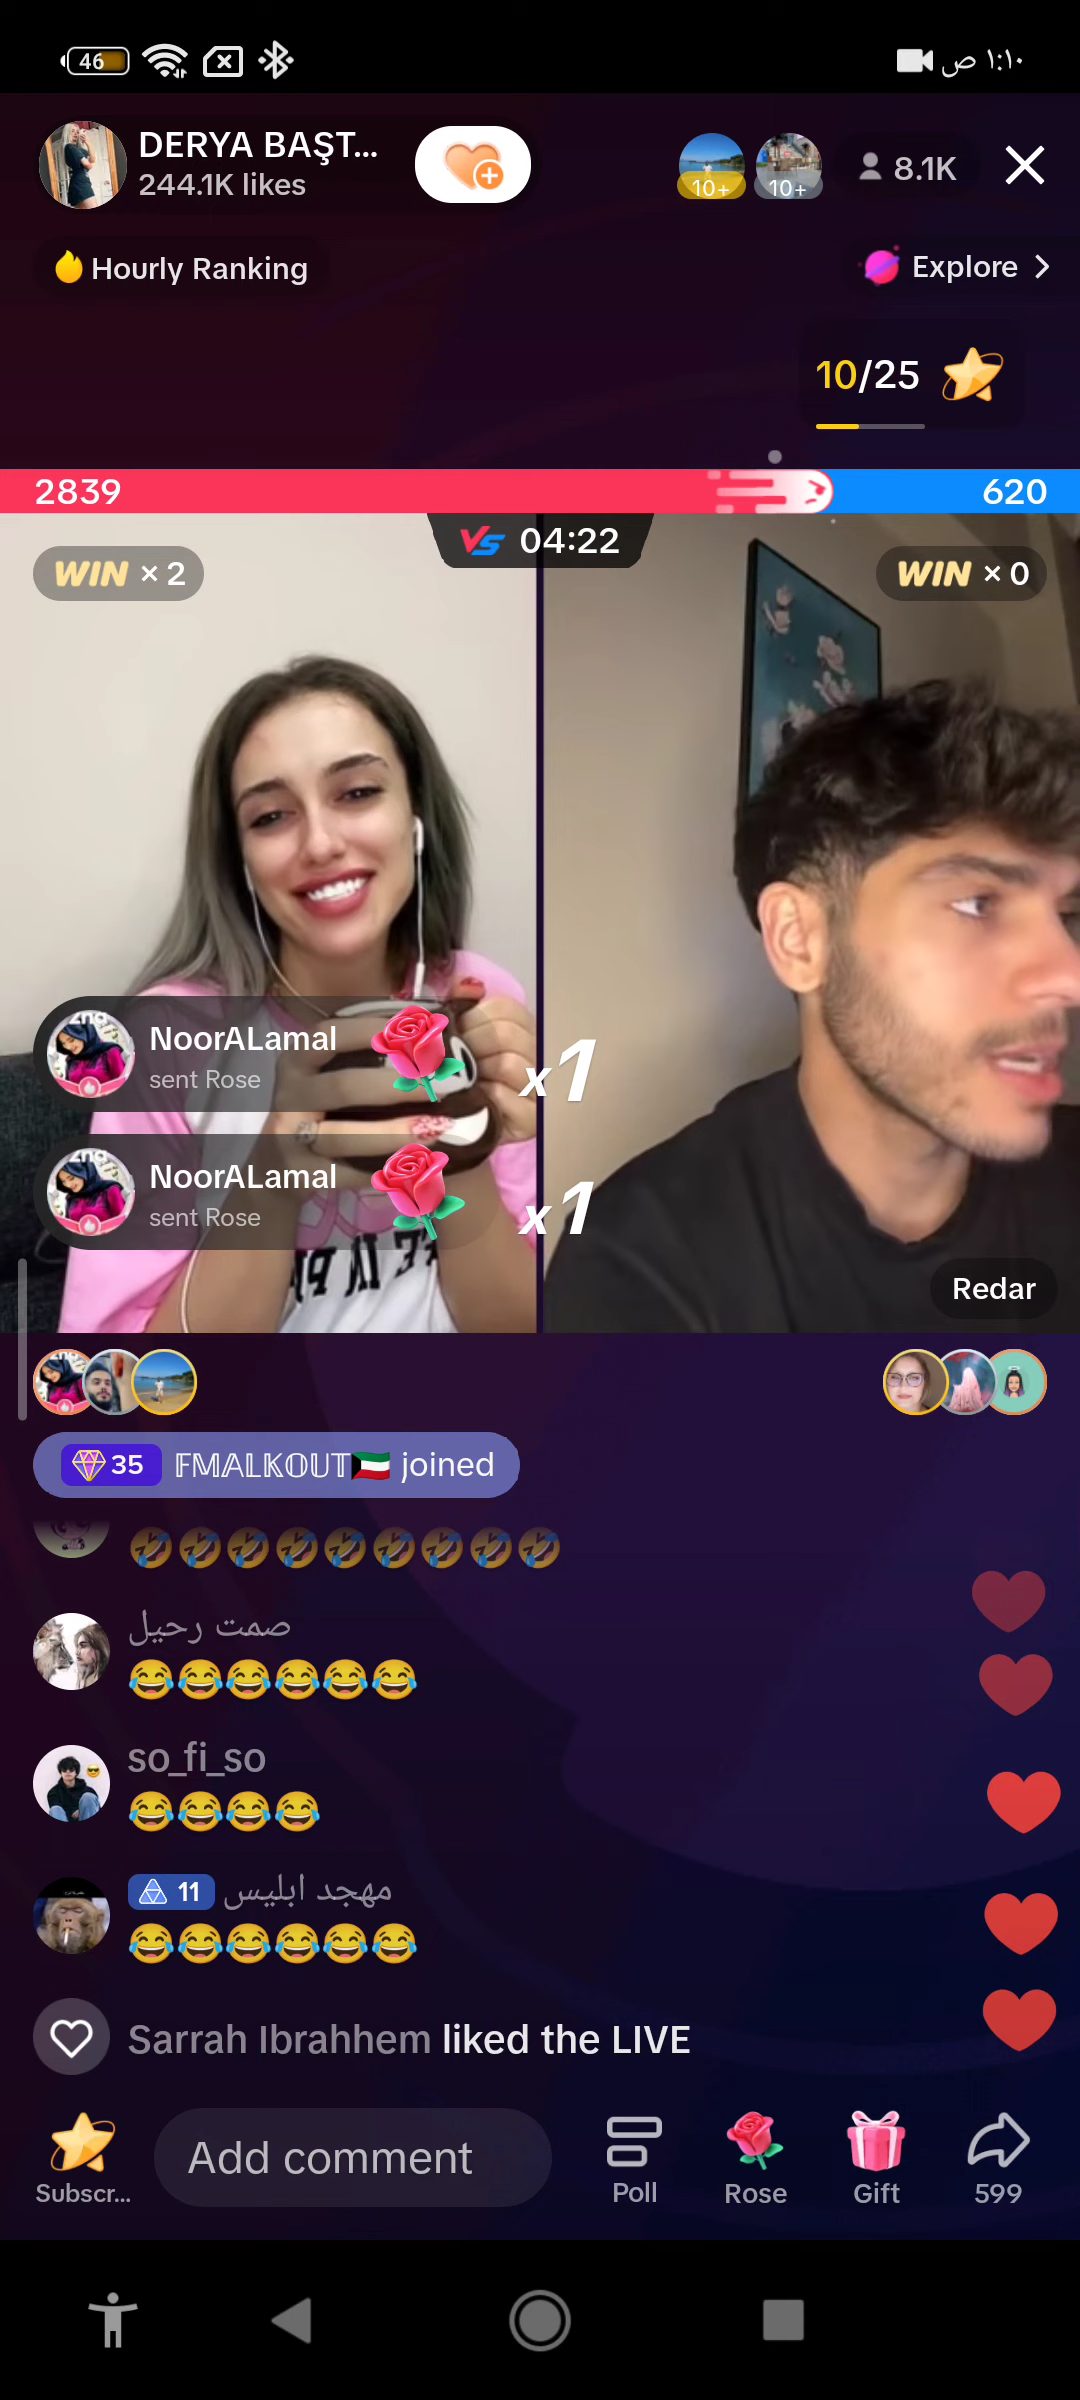 46
١:١٠ ص
DERYA BAŞT...
244.1K likes
10+
10+
8.1K
Hourly Ranking
Explore
10/25
2839
620
VS 04:22
WIN × 2
WIN × 0
NoorALamal
sent Rose
x1
NoorALamal
sent Rose
x1
Redar
35 𝔽𝕄𝔸𝕃𝕂𝕆𝕌𝕋🇰🇼 joined
🤣🤣🤣🤣🤣🤣🤣🤣🤣
صمت رحيل
😂😂😂😂😂😂
so_fi_so
😂😂😂😂
11 مهجد ابليس
😂😂😂😂😂😂
Sarrah Ibrahhem liked the LIVE
Subscr...
Add comment
Poll
Rose
Gift
599